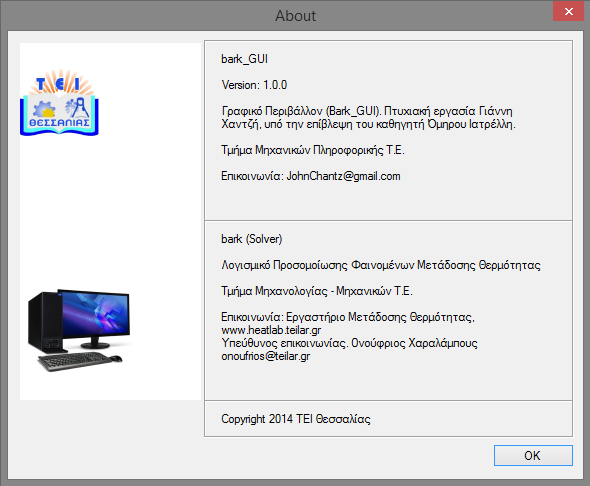 About
ΤΕΙ
ΘΕΣΣΑΛΙΑΣ
bark_GUI
Version: 1.0.0
Γραφικό Περιβάλλον (Bark_GUI). Πτυχιακή εργασία Γιάννη
Χαντζή, υπό την επίβλεψη του καθηγητή Όμηρου Ιατρέλλη.
Τμήμα Μηχανικών Πληροφορικής Τ.Ε.
Επικοινωνία: JohnChantz@gmail.com
bark (Solver)
Λογισμικό Προσομοίωσης Φαινομένων Μετάδοσης Θερμότητας
Τμήμα Μηχανολογίας - Μηχανικών Τ.Ε.
Επικοινωνία: Εργαστήριο Μετάδοσης Θερμότητας,
www.heatlab.teilar.gr
Υπεύθυνος επικοινωνίας. Ονούφριος Χαραλάμπους
onoufrios@teilar.gr
Copyright 2014 ΤΕΙ Θεσσαλίας
OK